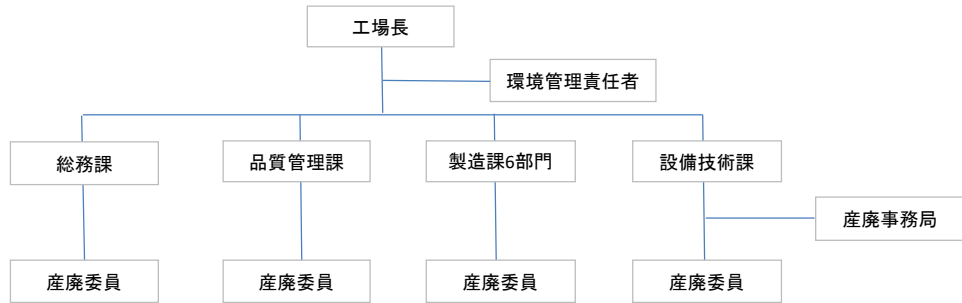 工場長
環境管理責任者
総務課
品質管理課
製造課6部門
設備技術課
産廃事務局
産廃委員
産廃委員
産廃委員
産廃委員